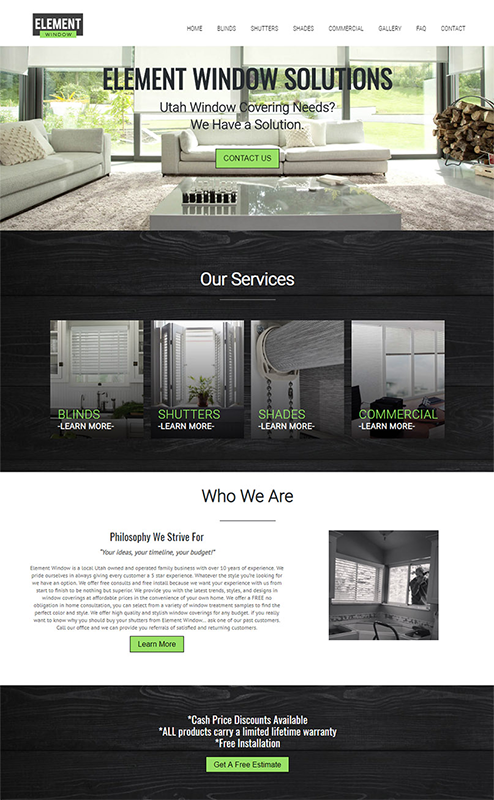 ELEMENT
WINDOW
HOME BLINDS SHUTTERS SHADES COMMERCIAL GALLERY FAQ CONTACT
ELEMENT WINDOW SOLUTIONS
Utah Window Covering Needs?
We Have a Solution.
CONTACT US
Our Services
BLINDS
-LEARN MORE-
SHUTTERS
-LEARN MORE-
SHADES
-LEARN MORE-
COMMERCIAL
-LEARN MORE-
Who We Are
Philosophy We Strive For
"Your ideas, your timeline, your budget!"
Element Window is a local Utah owned and operated family business with over 10 years of experience. We
pride ourselves in always giving every customer a 5 star experience. Whatever the style you're looking for
we have an option. We offer free consults and free install because we want your experience with us from
start to finish to be nothing but superior. We provide you with the latest trends, styles, and designs in
window coverings at affordable prices in the convenience of your own home. We offer a FREE no
obligation in home consultation, you can select from a variety of window treatment samples to find the
perfect color and style. We offer high quality and stylish window coverings for any budget. If you really
want to know why you should buy your shutters from Element Window... ask one of our past customers.
Call our office and we can provide you referrals of satisfied and returning customers.
Learn More
*Cash Price Discounts Available
*ALL products carry a limited lifetime warranty
*Free Installation
Get A Free Estimate